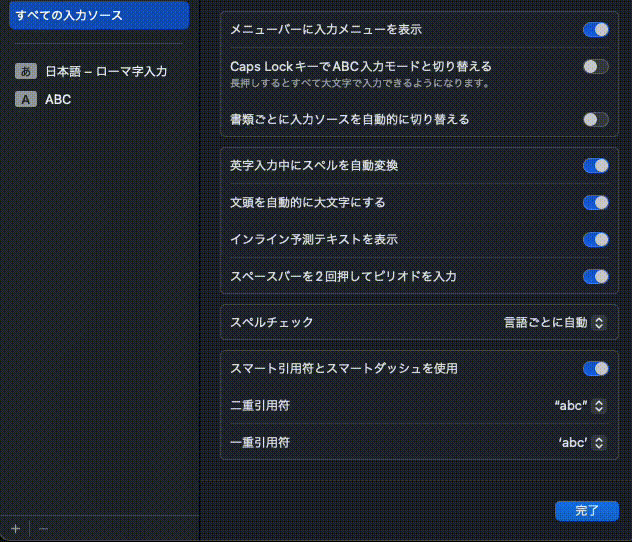 すべての入力ソース
あ 日本語 – ローマ字入力
A ABC
メニューバーに入力メニューを表示
Caps LockキーでABC入力モードと切り替える
長押しするとすべて大文字で入力できるようになります。
書類ごとに入力ソースを自動的に切り替える
英字入力中にスペルを自動変換
文頭を自動的に大文字にする
インライン予測テキストを表示
スペースバーを2回押してピリオドを入力
スペルチェック 言語ごとに自動
スマート引用符とスマートダッシュを使用
二重引用符 “abc”
一重引用符 ‘abc’
+ −
完了